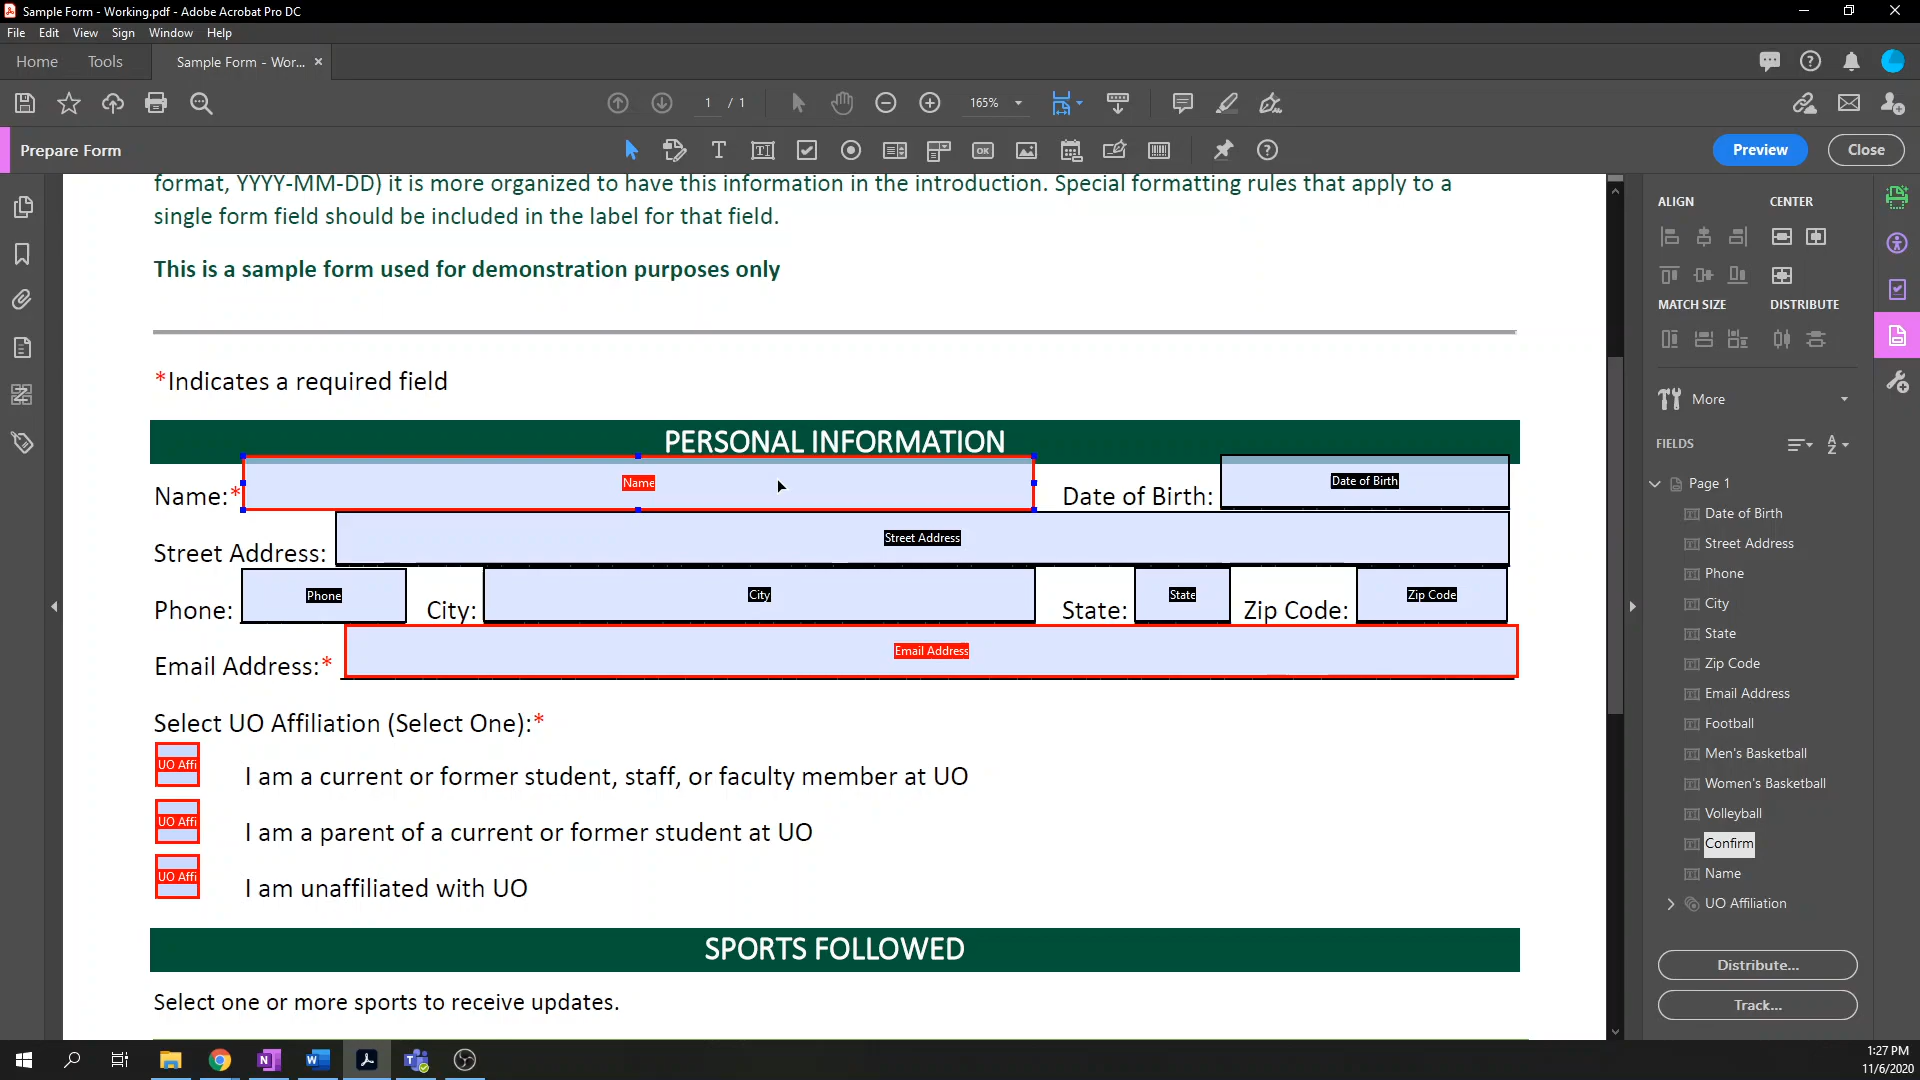 Sample Form - Working.pdf - Adobe Acrobat Pro DC
File Edit View Sign Window Help
Home Tools Sample Form - Wor... ×
1 / 1 165%
Prepare Form OK Preview Close
format, YYYY-MM-DD) it is more organized to have this information in the introduction. Special formatting rules that apply to a
single form field should be included in the label for that field.
This is a sample form used for demonstration purposes only
*Indicates a required field
PERSONAL INFORMATION
Name:* Name Date of Birth: Date of Birth
Street Address: Street Address
Phone: Phone City: City State: State Zip Code: Zip Code
Email Address:* Email Address
Select UO Affiliation (Select One):*
UO Affi I am a current or former student, staff, or faculty member at UO
UO Affi I am a parent of a current or former student at UO
UO Affi I am unaffiliated with UO
SPORTS FOLLOWED
Select one or more sports to receive updates.
ALIGN CENTER
MATCH SIZE DISTRIBUTE
More
FIELDS
Page 1
Date of Birth
Street Address
Phone
City
State
Zip Code
Email Address
Football
Men's Basketball
Women's Basketball
Volleyball
Confirm
Name
UO Affiliation
Distribute...
Track...
1:27 PM
11/6/2020